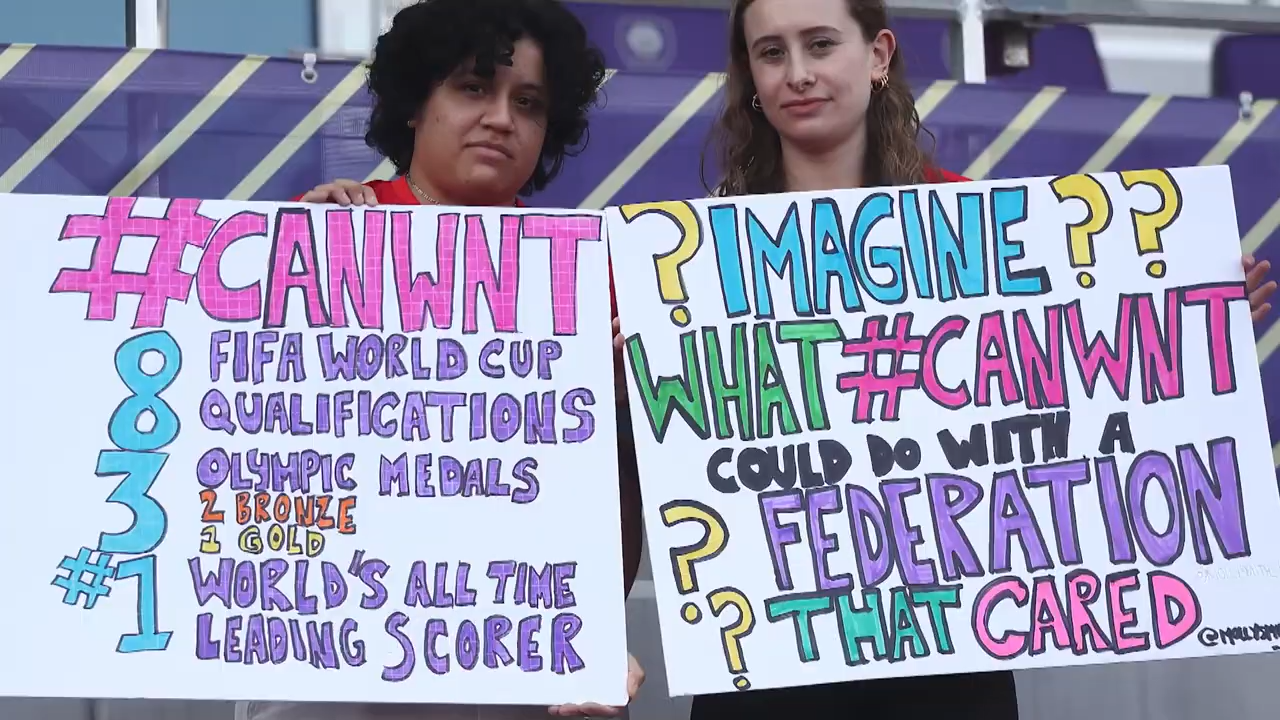 #CANWNT
8 FIFA WORLD CUP
QUALIFICATIONS
3 OLYMPIC MEDALS
2 BRONZE
1 GOLD
#1 WORLD'S ALL TIME
LEADING SCORER
? IMAGINE ??
WHAT #CANWNT
COULD DO WITH A
? FEDERATION
? THAT CARED